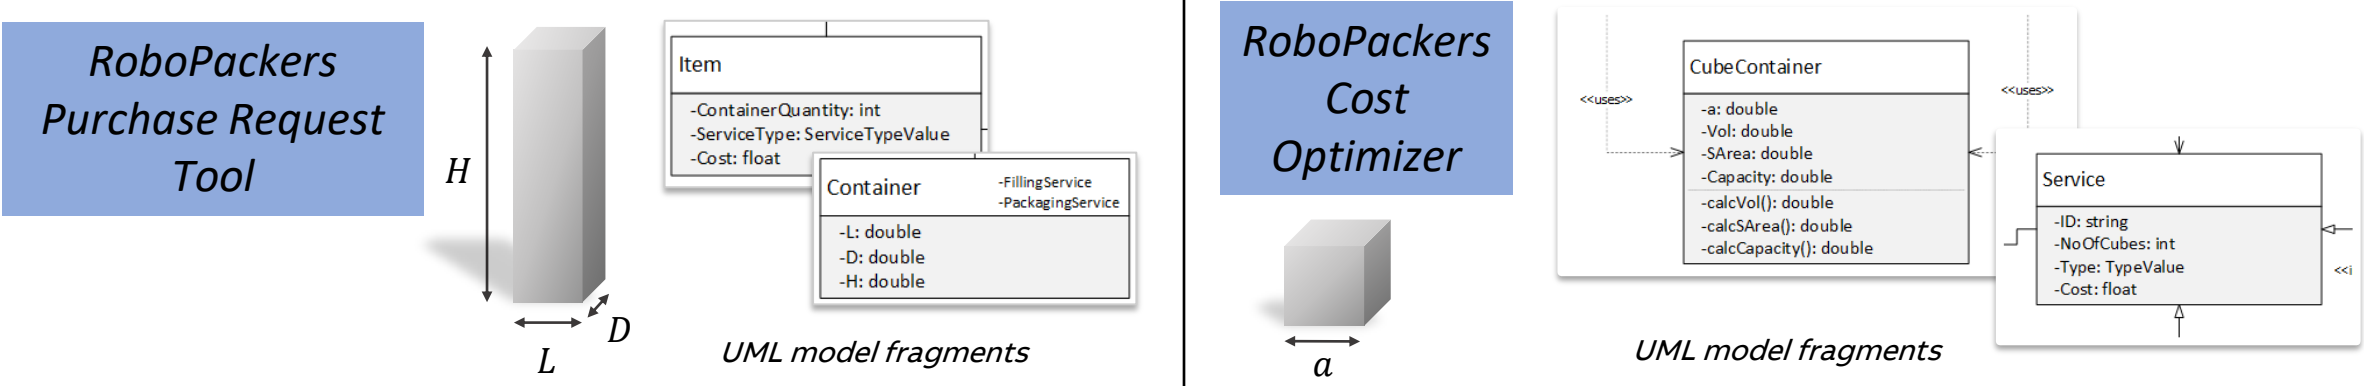 RoboPackers
Purchase Request
Tool
H
L
D
Item
-ContainerQuantity: int
-ServiceType: ServiceTypeValue
-Cost: float
Container
-FillingService
-PackagingService
-L: double
-D: double
-H: double
UML model fragments
RoboPackers
Cost
Optimizer
a
<<uses>>
CubeContainer
-a: double
-Vol: double
-SArea: double
-Capacity: double
-calcVol(): double
-calcSArea(): double
-calcCapacity(): double
<<uses>>
Service
-ID: string
-NoOfCubes: int
-Type: TypeValue
-Cost: float
<<i
UML model fragments